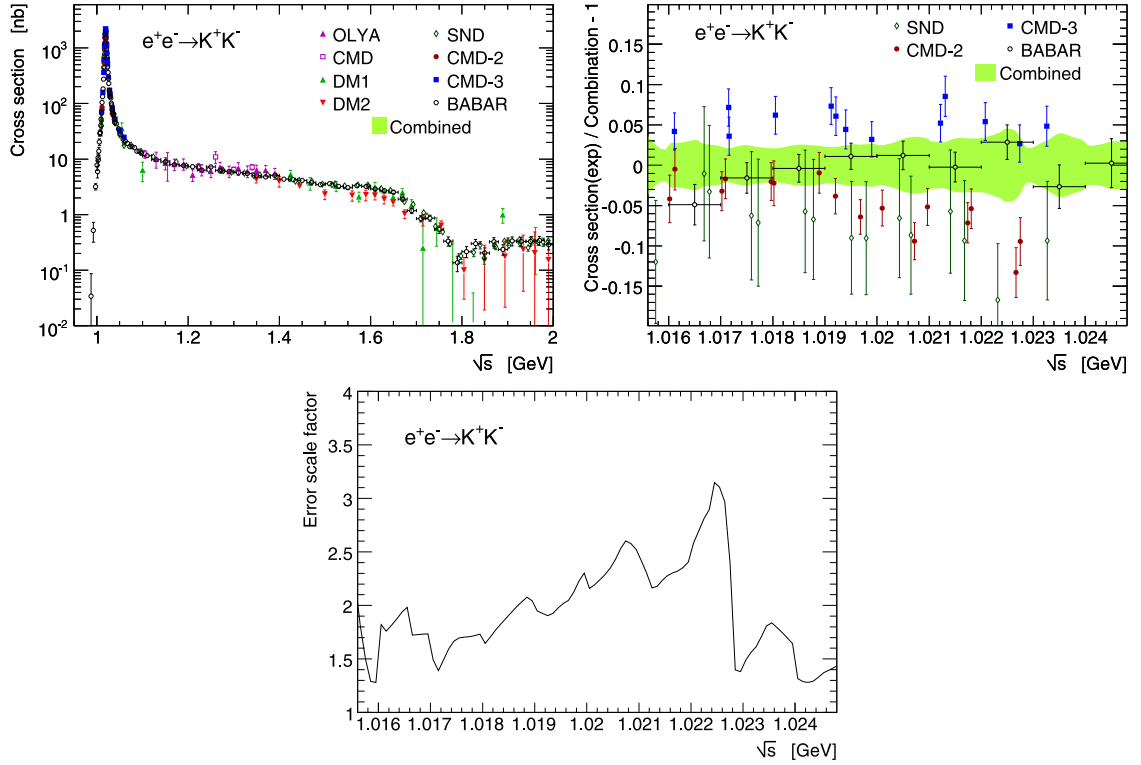 Cross section [nb]
e⁺e⁻→K⁺K⁻
OLYA
CMD
DM1
DM2
SND
CMD-2
CMD-3
BABAR
Combined
10³
10²
10
1
10⁻¹
10⁻²
1 1.2 1.4 1.6 1.8 2
√s [GeV]
Cross section(exp) / Combination - 1
e⁺e⁻→K⁺K⁻
SND
CMD-2
CMD-3
BABAR
Combined
0.15
0.1
0.05
0
-0.05
-0.1
-0.15
1.016 1.017 1.018 1.019 1.02 1.021 1.022 1.023 1.024
√s [GeV]
Error scale factor
e⁺e⁻→K⁺K⁻
4
3.5
3
2.5
2
1.5
1
1.016 1.017 1.018 1.019 1.02 1.021 1.022 1.023 1.024
√s [GeV]